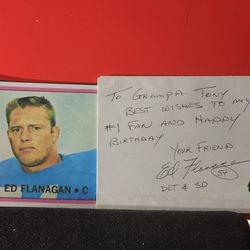 ED FLANAGAN • C
TO GRAMPA TONY
BEST WISHES TO MY
#1 FAN AND HAPPY
BIRTHDAY
YOUR FRIEND
Ed Flanagan
54
DET & SD